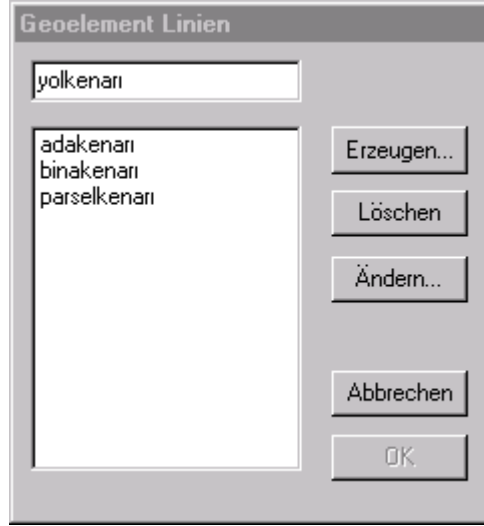 Geoelement Linien
yolkenarı
adakenarı
binakenarı
parselkenarı
Erzeugen...
Löschen
Ändern...
Abbrechen
OK